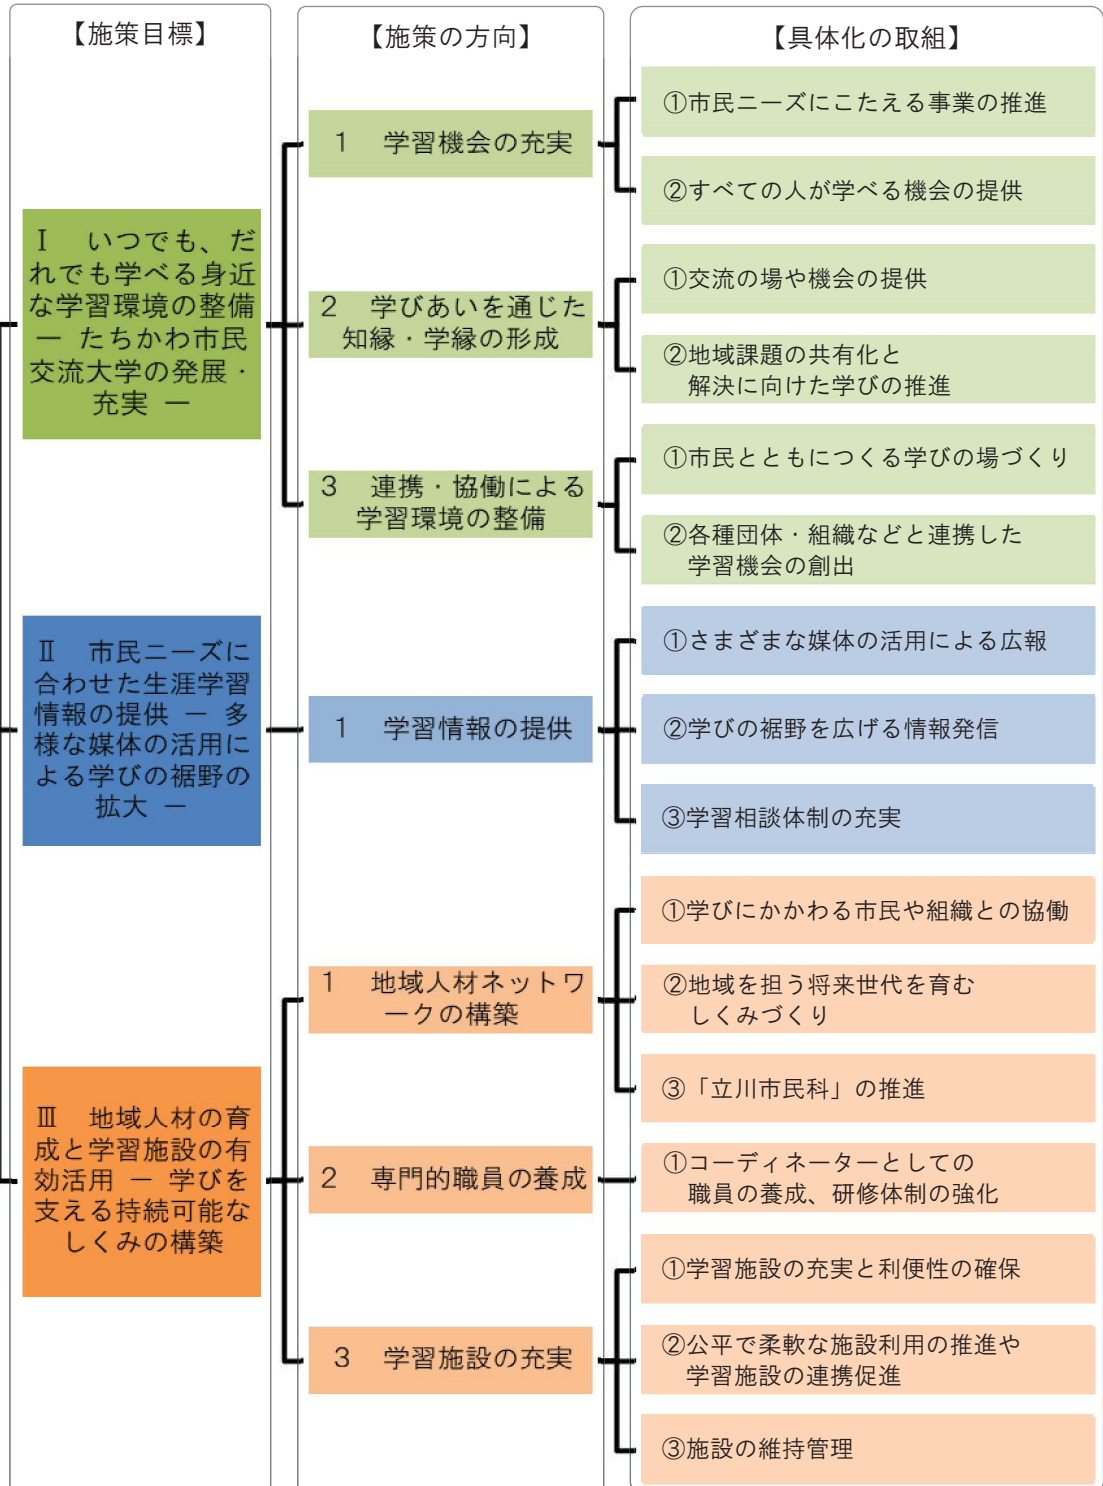 【施策目標】
【施策の方向】
【具体化の取組】
Ⅰ　いつでも、だ
れでも学べる身近
な学習環境の整備
― たちかわ市民
交流大学の発展・
充実 ―
1　学習機会の充実
①市民ニーズにこたえる事業の推進
②すべての人が学べる機会の提供
2　学びあいを通じた
知縁・学縁の形成
①交流の場や機会の提供
②地域課題の共有化と
解決に向けた学びの推進
3　連携・協働による
学習環境の整備
①市民とともにつくる学びの場づくり
②各種団体・組織などと連携した
学習機会の創出
Ⅱ　市民ニーズに
合わせた生涯学習
情報の提供 ― 多
様な媒体の活用に
よる学びの裾野の
拡大 ―
1　学習情報の提供
①さまざまな媒体の活用による広報
②学びの裾野を広げる情報発信
③学習相談体制の充実
Ⅲ　地域人材の育
成と学習施設の有
効活用 ― 学びを
支える持続可能な
しくみの構築
1　地域人材ネットワ
ークの構築
①学びにかかわる市民や組織との協働
②地域を担う将来世代を育む
しくみづくり
③「立川市民科」の推進
2　専門的職員の養成
①コーディネーターとしての
職員の養成、研修体制の強化
3　学習施設の充実
①学習施設の充実と利便性の確保
②公平で柔軟な施設利用の推進や
学習施設の連携促進
③施設の維持管理